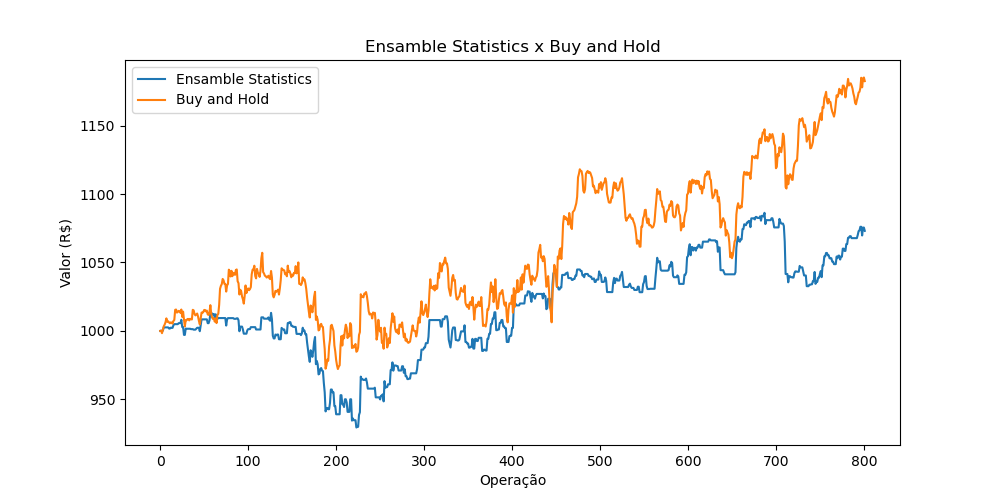 Ensamble Statistics x Buy and Hold
Ensamble Statistics
Buy and Hold
1150
1100
1050
1000
950
Valor (R$)
0 100 200 300 400 500 600 700 800
Operação